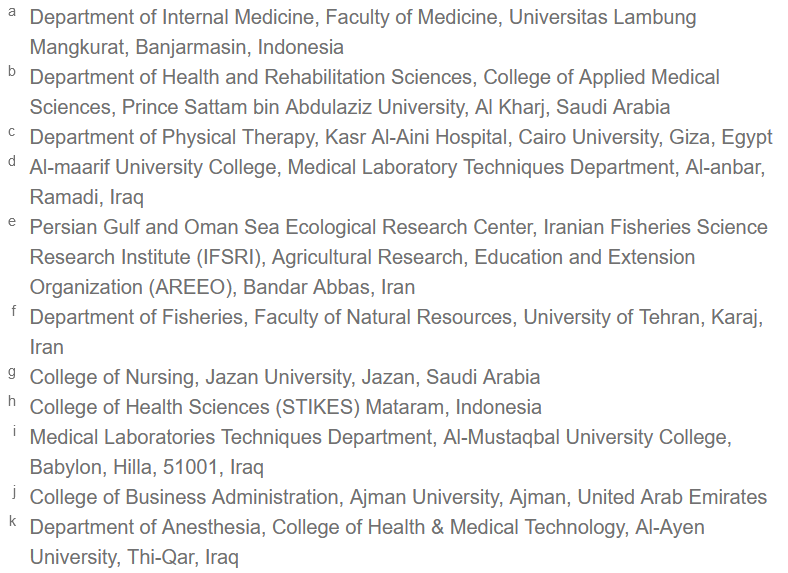 a Department of Internal Medicine, Faculty of Medicine, Universitas Lambung
Mangkurat, Banjarmasin, Indonesia
b Department of Health and Rehabilitation Sciences, College of Applied Medical
Sciences, Prince Sattam bin Abdulaziz University, Al Kharj, Saudi Arabia
c Department of Physical Therapy, Kasr Al-Aini Hospital, Cairo University, Giza, Egypt
d Al-maarif University College, Medical Laboratory Techniques Department, Al-anbar,
Ramadi, Iraq
e Persian Gulf and Oman Sea Ecological Research Center, Iranian Fisheries Science
Research Institute (IFSRI), Agricultural Research, Education and Extension
Organization (AREEO), Bandar Abbas, Iran
f Department of Fisheries, Faculty of Natural Resources, University of Tehran, Karaj,
Iran
g College of Nursing, Jazan University, Jazan, Saudi Arabia
h College of Health Sciences (STIKES) Mataram, Indonesia
i Medical Laboratories Techniques Department, Al-Mustaqbal University College,
Babylon, Hilla, 51001, Iraq
j College of Business Administration, Ajman University, Ajman, United Arab Emirates
k Department of Anesthesia, College of Health & Medical Technology, Al-Ayen
University, Thi-Qar, Iraq